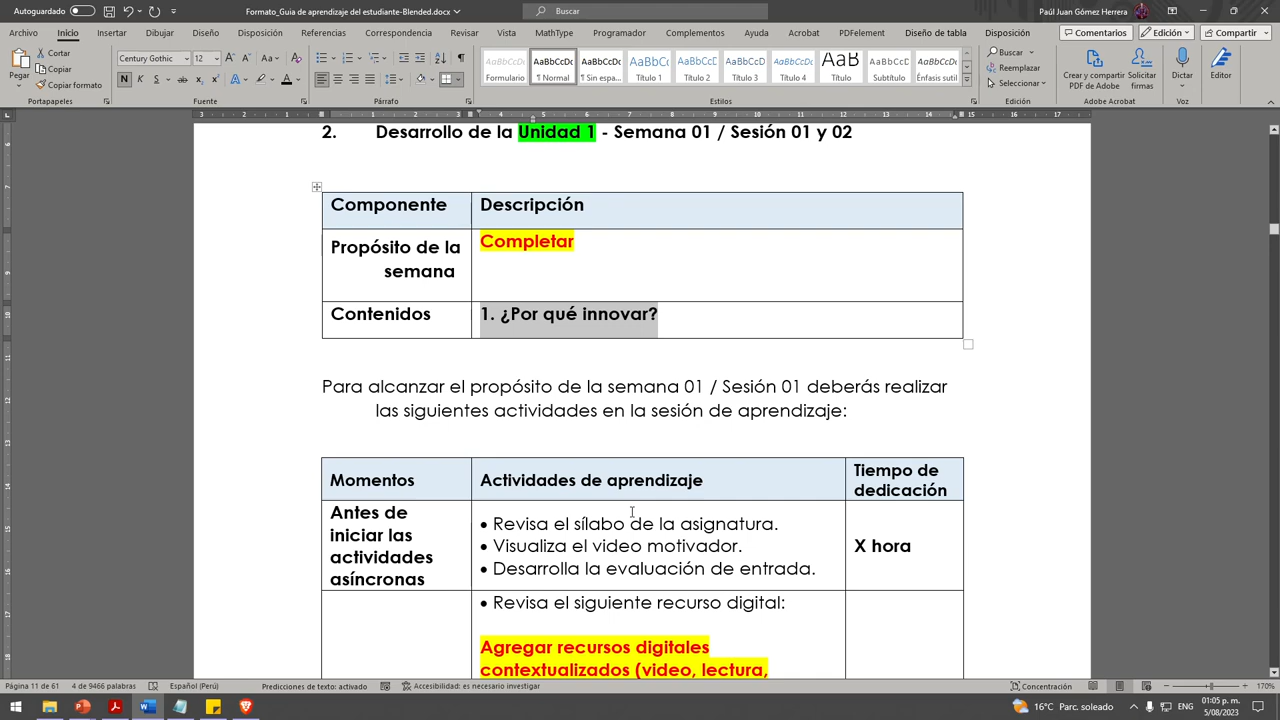 Autoguardado
Formato_Guia de aprendizaje del estudiante-Blended.docx
Buscar
Paúl Juan Gómez Herrera
Archivo Inicio Insertar Dibujar Diseño Disposición Referencias Correspondencia Revisar Vista MathType Programador Complementos Ayuda Acrobat PDFelement Diseño de tabla Disposición
Comentarios Edición Compartir
Pegar
Cortar
Copiar
Copiar formato
Portapapeles
Century Gothic 12
Fuente
Párrafo
Formulario
¶ Normal
¶ Sin espa...
Título 1
Título 2
Título 3
Título 4
Título
Subtítulo
Énfasis sutil
Estilos
Buscar
Reemplazar
Seleccionar
Edición
Crear y compartir PDF de Adobe
Solicitar firmas
Adobe Acrobat
Dictar
Voz
Editor
2. Desarrollo de la Unidad 1 - Semana 01 / Sesión 01 y 02
Componente Descripción
Propósito de la
semana
Completar
Contenidos 1. ¿Por qué innovar?
Para alcanzar el propósito de la semana 01 / Sesión 01 deberás realizar
las siguientes actividades en la sesión de aprendizaje:
Momentos Actividades de aprendizaje Tiempo de
dedicación
Antes de
iniciar las
actividades
asíncronas
• Revisa el sílabo de la asignatura.
• Visualiza el video motivador.
• Desarrolla la evaluación de entrada.
X hora
• Revisa el siguiente recurso digital:
Agregar recursos digitales
contextualizados (video, lectura,
Página 11 de 61 4 de 9466 palabras Español (Perú) Predicciones de texto: activado Accesibilidad: es necesario investigar Concentración 170%
16°C Parc. soleado ENG
01:05 p. m.
5/08/2023